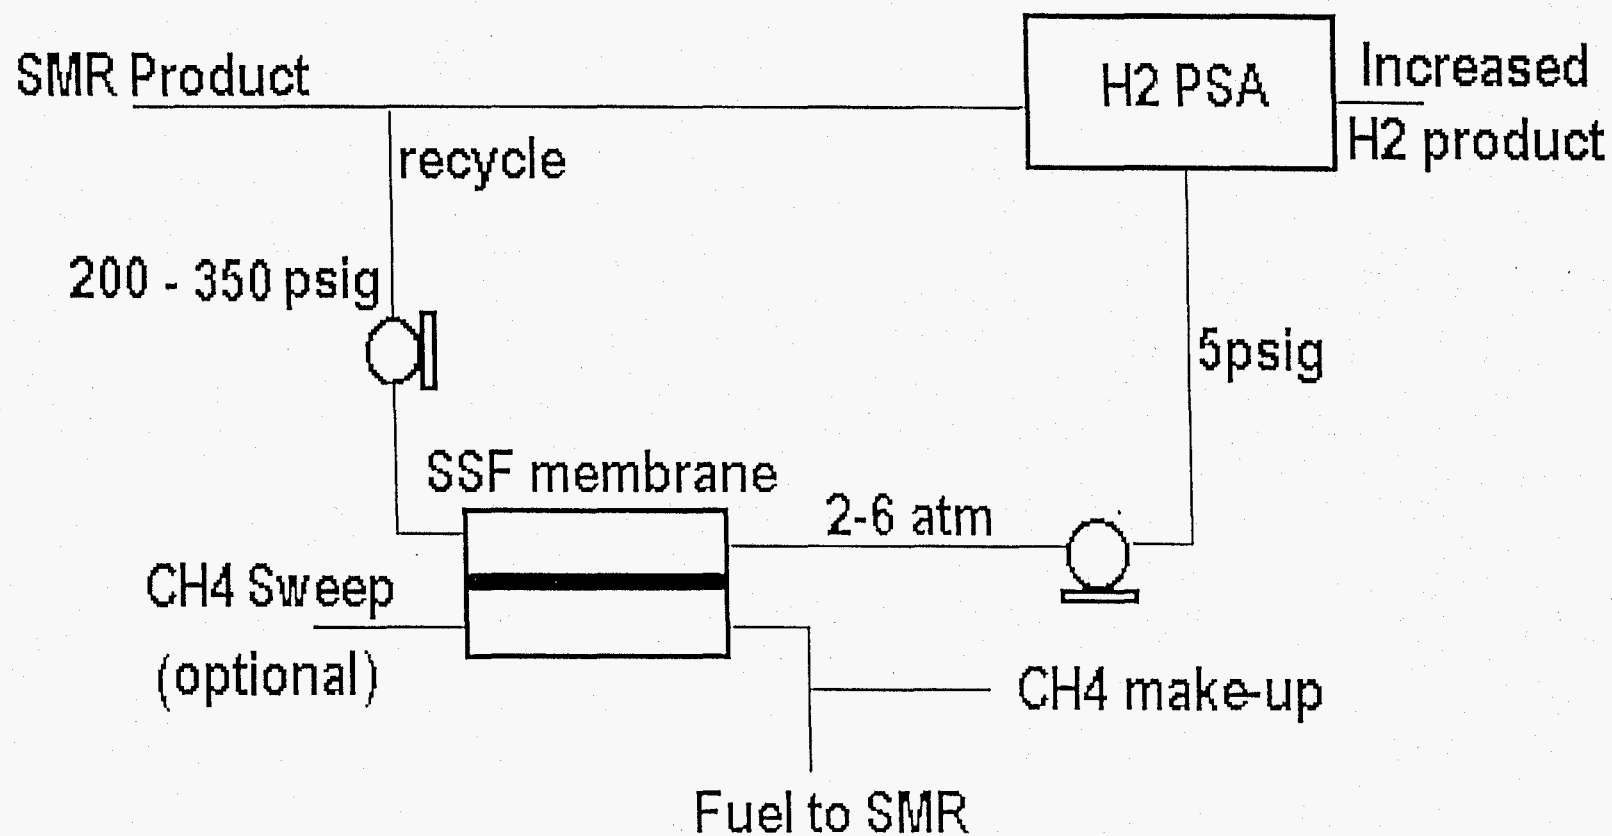 SMR Product
H2 PSA
Increased
H2 product
recycle
200 - 350 psig
5psig
SSF membrane
2-6 atm
CH4 Sweep
(optional)
CH4 make-up
Fuel to SMR